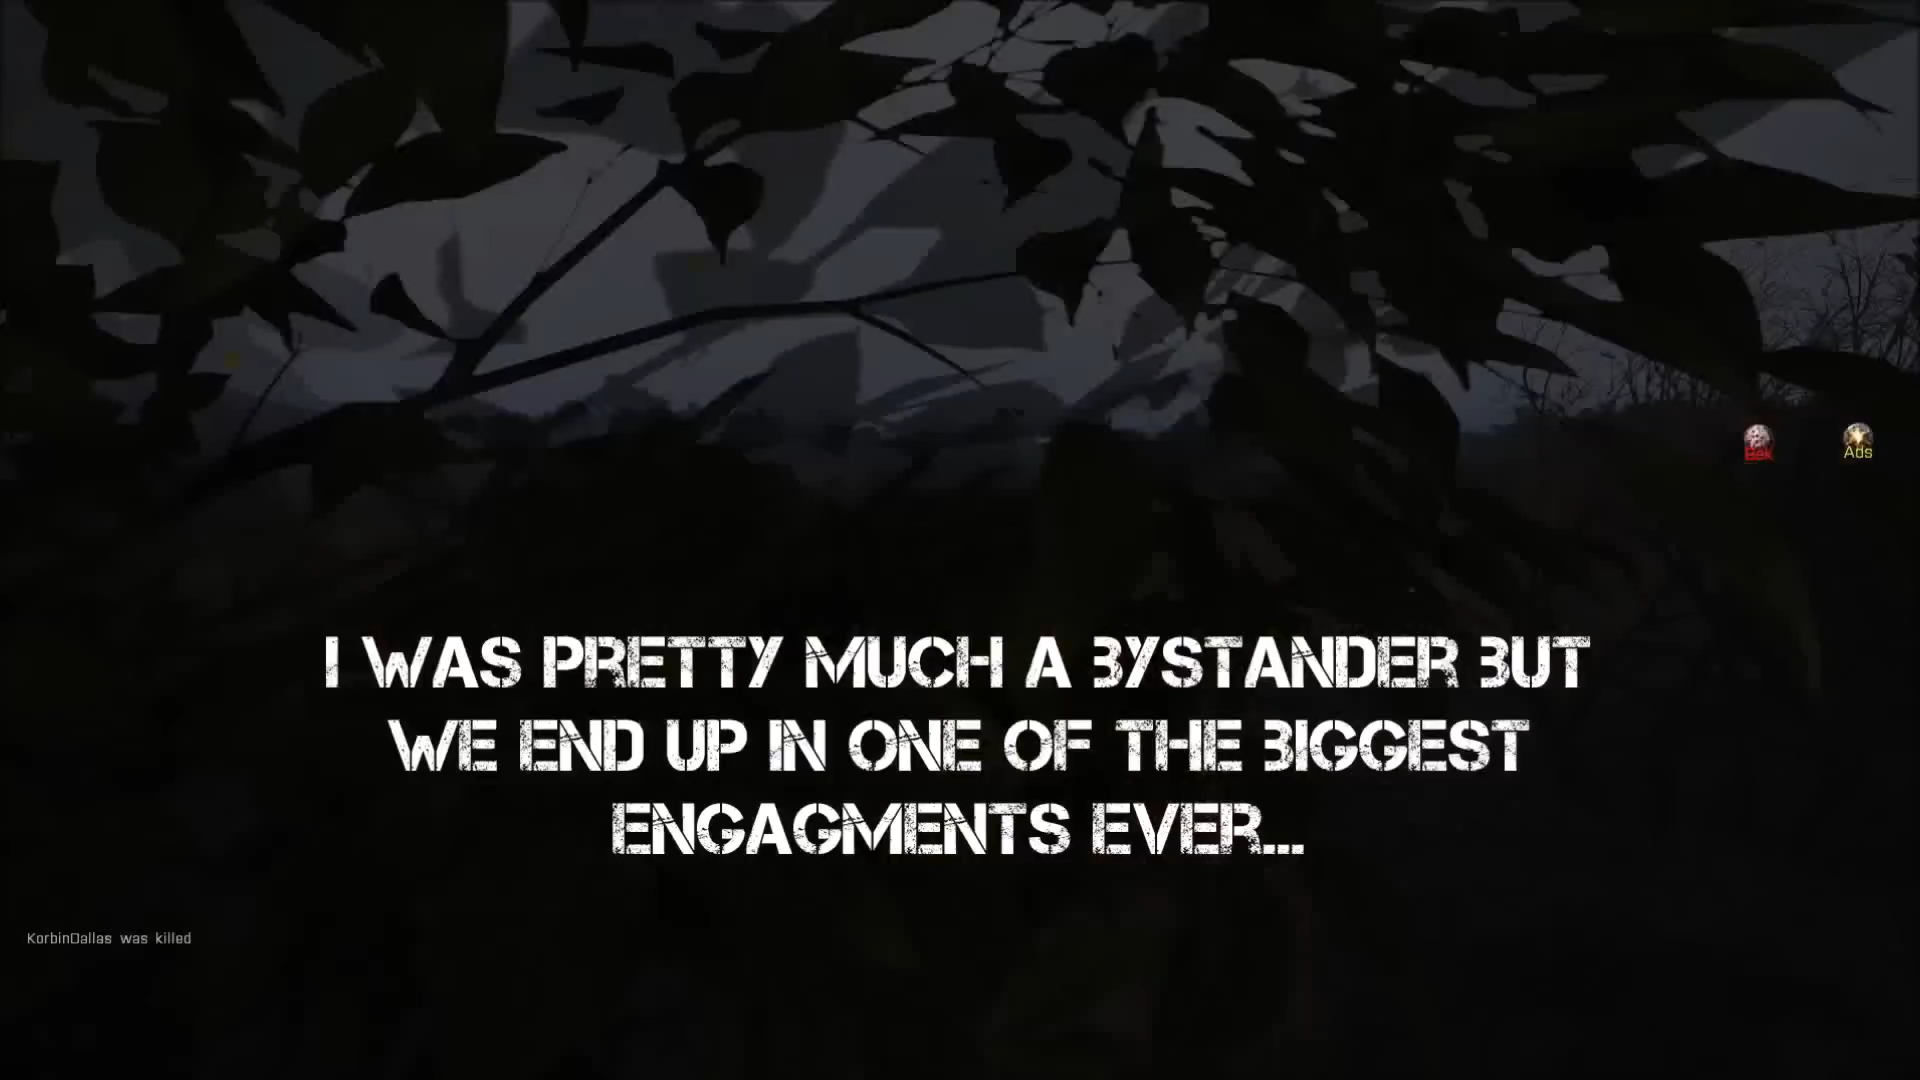 Bek
Ads
I WAS PRETTY MUCH A BYSTANDER BUT
WE END UP IN ONE OF THE BIGGEST
ENGAGMENTS EVER...
KorbinDallas was killed